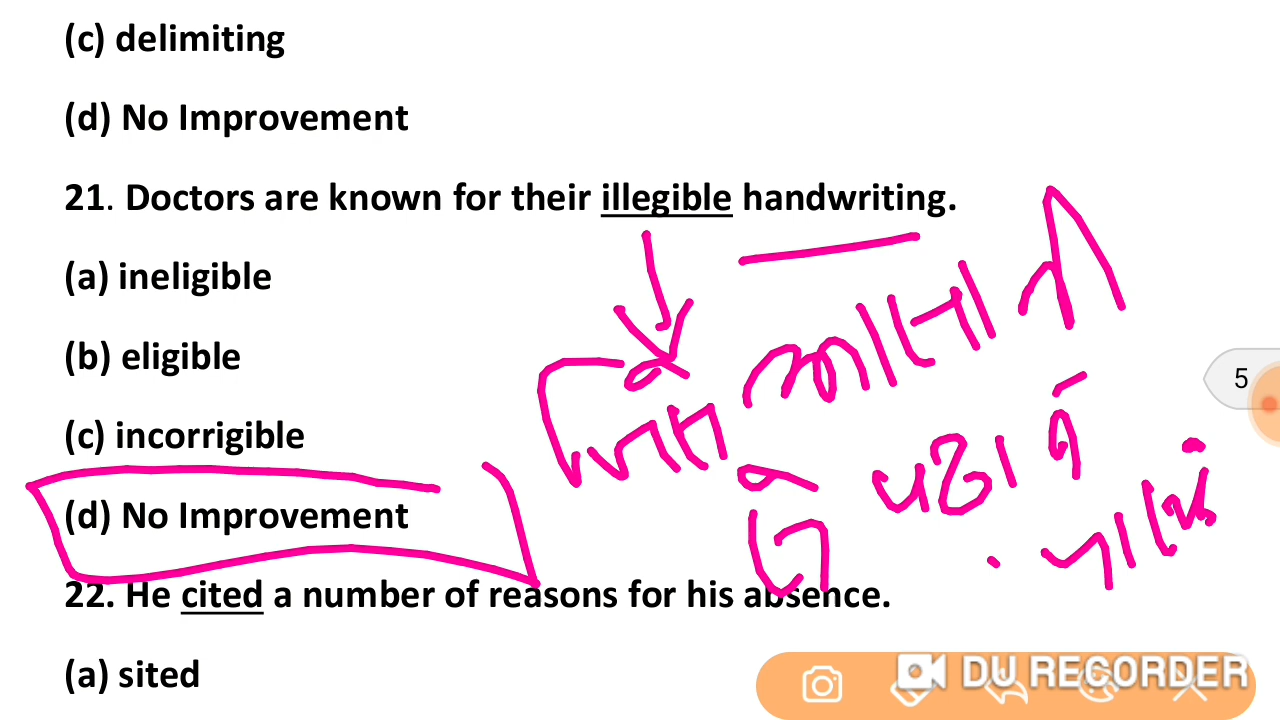 (c) delimiting
(d) No Improvement
21. Doctors are known for their illegible handwriting.
(a) ineligible
(b) eligible
(c) incorrigible
(d) No Improvement
22. He cited a number of reasons for his absence.
(a) sited
5
DU RECORDER